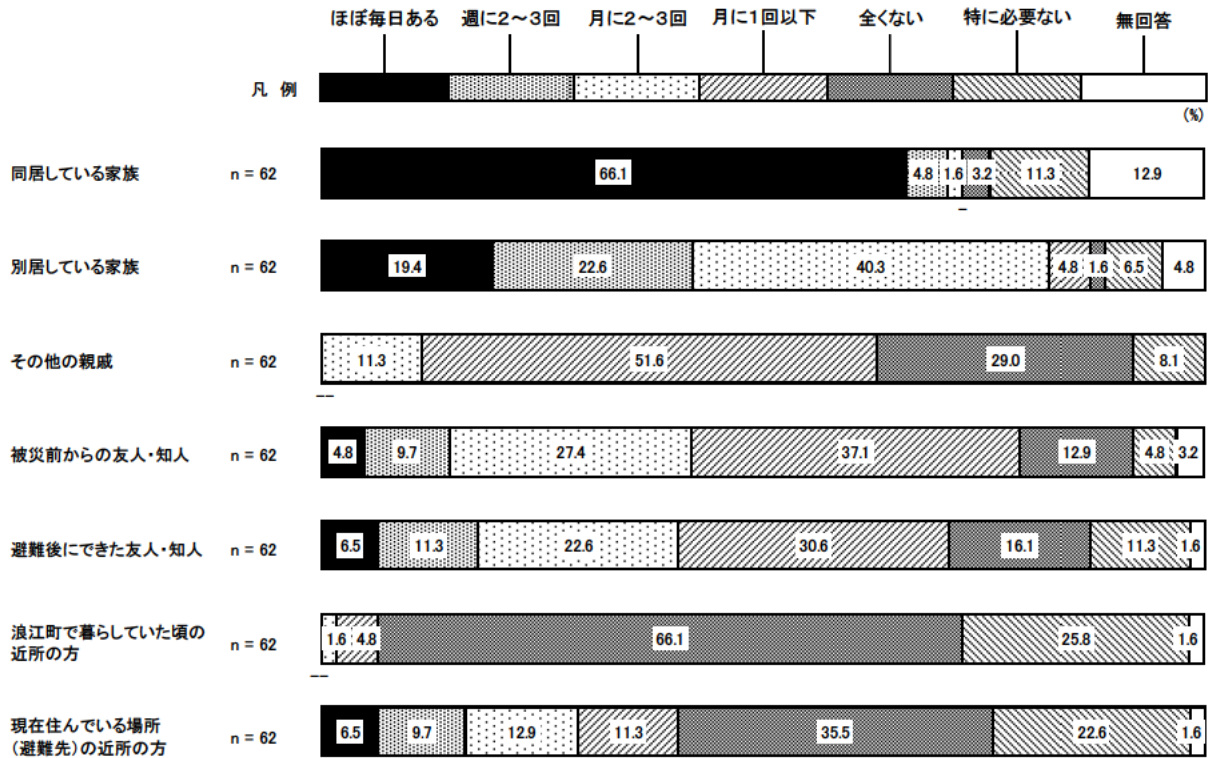 ほぼ毎日ある 週に2～3回 月に2～3回 月に1回以下 全くない 特に必要ない 無回答
凡 例
(%)
同居している家族 n = 62 66.1 4.8 1.6 3.2 11.3 12.9
–
別居している家族 n = 62 19.4 22.6 40.3 4.8 1.6 6.5 4.8
その他の親戚 n = 62 11.3 51.6 29.0 8.1
––
被災前からの友人・知人 n = 62 4.8 9.7 27.4 37.1 12.9 4.8 3.2
避難後にできた友人・知人 n = 62 6.5 11.3 22.6 30.6 16.1 11.3 1.6
浪江町で暮らしていた頃の
近所の方 n = 62 1.6 4.8 66.1 25.8 1.6
––
現在住んでいる場所
（避難先）の近所の方 n = 62 6.5 9.7 12.9 11.3 35.5 22.6 1.6